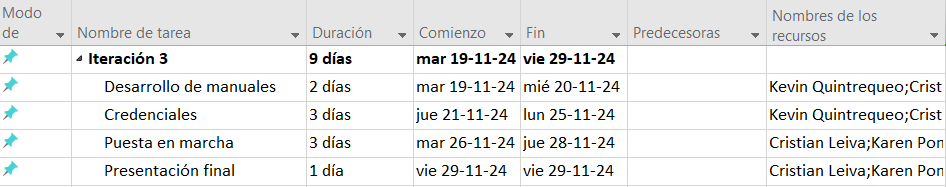 Modo de Nombre de tarea Duración Comienzo Fin Predecesoras Nombres de los recursos
Iteración 3 9 días mar 19-11-24 vie 29-11-24
Desarrollo de manuales 2 días mar 19-11-24 mié 20-11-24 Kevin Quintrequeo;Crist
Credenciales 3 días jue 21-11-24 lun 25-11-24 Kevin Quintrequeo;Crist
Puesta en marcha 3 días mar 26-11-24 jue 28-11-24 Cristian Leiva;Karen Pon
Presentación final 1 día vie 29-11-24 vie 29-11-24 Cristian Leiva;Karen Pon